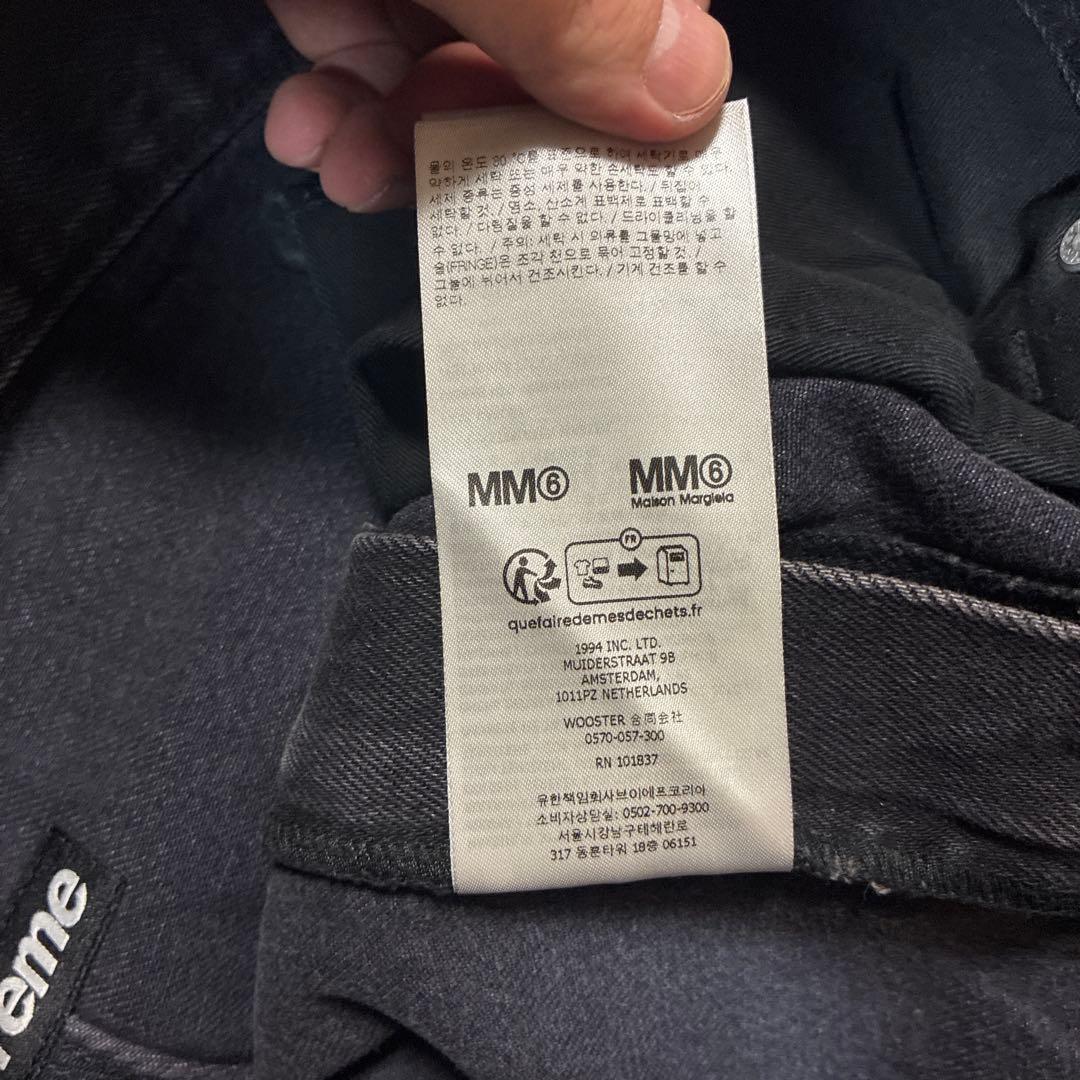 물의 온도 30 ℃를 표준으로 하여 세탁기로 매우
약하게 세탁 또는 매우 약한 손세탁도 할 수 있다.
세제 종류는 중성 세제를 사용한다. / 뒤집어
세탁할것 / 염소, 산소계 표백제로 표백할 수
없다. / 다림질을 할 수 없다. / 드라이클리닝을 할
수 없다. / 주의: 세탁 시 의류를 그물망에 넣고
술(FRINGE)은 조각 천으로 묶어 고정할 것. /
그늘에 뉘어서 건조시킨다. / 기계 건조를 할 수
없다.
MM⑥ MM⑥
Maison Margiela
FR
quefairedemesdechets.fr
1994 INC. LTD.
MUIDERSTRAAT 9B
AMSTERDAM,
1011PZ NETHERLANDS
WOOSTER 合同会社
0570-057-300
RN 101837
유한책임회사브이에프코리아
소비자상담실: 0502-700-9300
서울시강남구테헤란로
317 동훈타워 18층 06151
eme